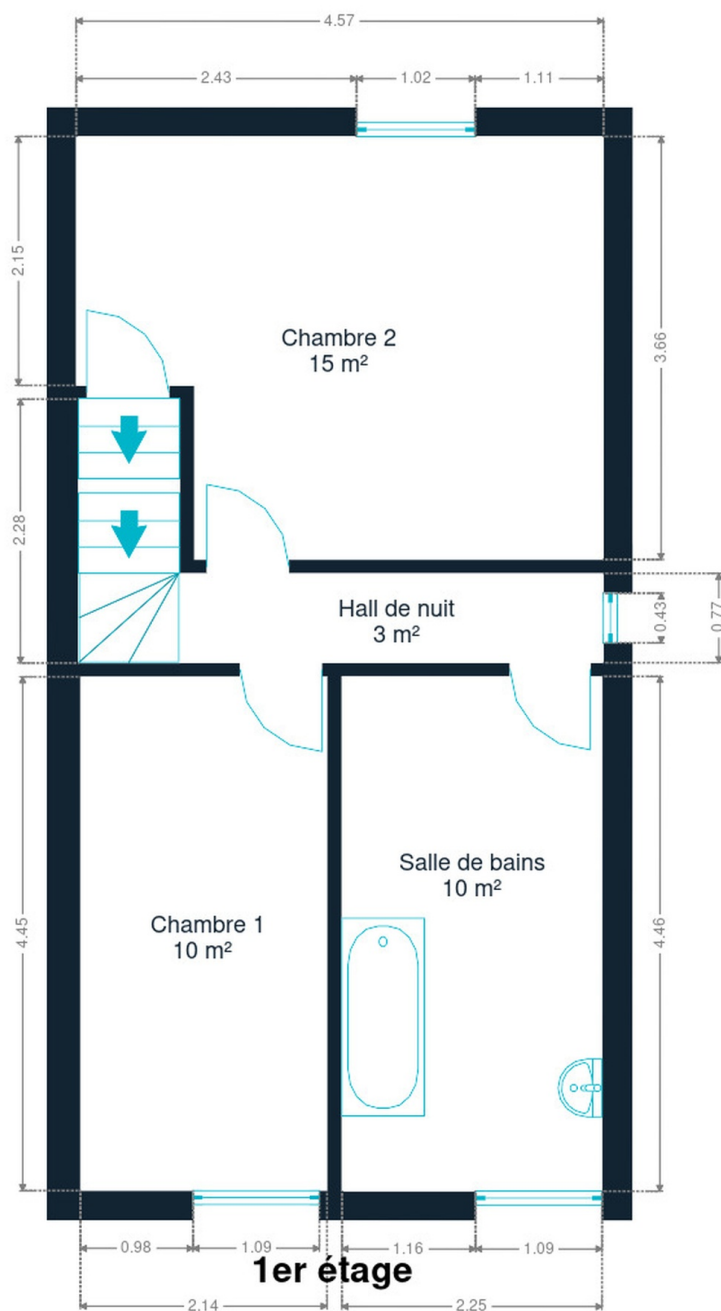 4.57
2.43
1.02
1.11
2.15
3.66
Chambre 2
15 m²
2.28
Hall de nuit
3 m²
0.43
0.77
4.45
4.46
Salle de bains
10 m²
Chambre 1
10 m²
0.98
1.09
1.16
1.09
1er étage
2.14
2.25